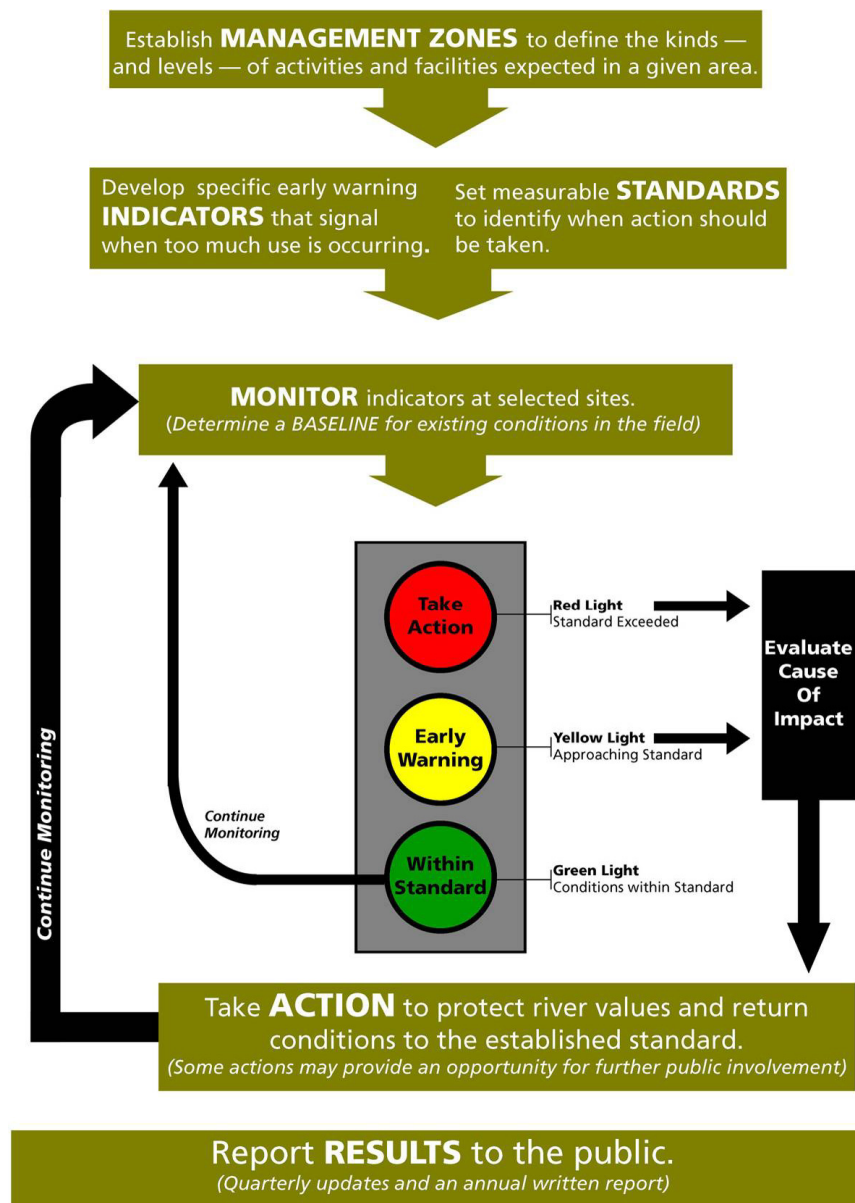 Establish MANAGEMENT ZONES to define the kinds —
and levels — of activities and facilities expected in a given area.
Develop specific early warning
INDICATORS that signal
when too much use is occurring.
Set measurable STANDARDS
to identify when action should
be taken.
MONITOR indicators at selected sites.
(Determine a BASELINE for existing conditions in the field)
Take
Action
Red Light
Standard Exceeded
Evaluate
Cause
Of
Impact
Early
Warning
Yellow Light
Approaching Standard
Continue
Monitoring
Within
Standard
Green Light
Conditions within Standard
Continue Monitoring
Take ACTION to protect river values and return
conditions to the established standard.
(Some actions may provide an opportunity for further public involvement)
Report RESULTS to the public.
(Quarterly updates and an annual written report)